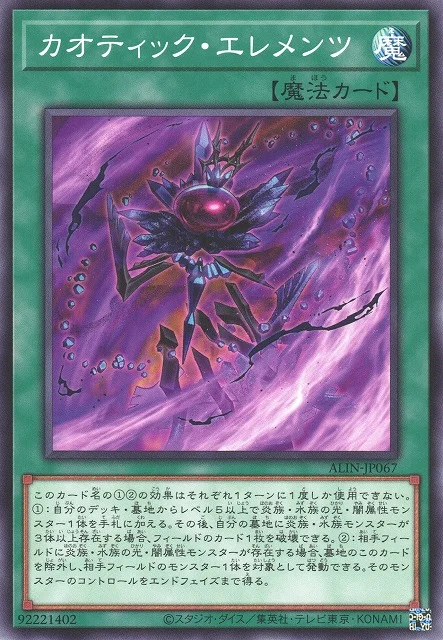 カオティック・エレメンツ
魔
【魔法カード】
ALIN-JP067
このカード名の①②の効果はそれぞれ1ターンに1度しか使用できない。
①:自分のデッキ・墓地からレベル5以上で炎族・水族の光・闇属性モン
スター1体を手札に加える。その後、自分の墓地に炎族・水族モンスターが
3体以上存在する場合、フィールドのカード1枚を破壊できる。②:相手フィー
ルドに炎族・水族の光・闇属性モンスターが存在する場合、墓地のこのカード
を除外し、相手フィールドのモンスター1体を対象として発動できる。そのモン
スターのコントロールをエンドフェイズまで得る。
92221402
©スタジオ・ダイス/集英社・テレビ東京・KONAMI